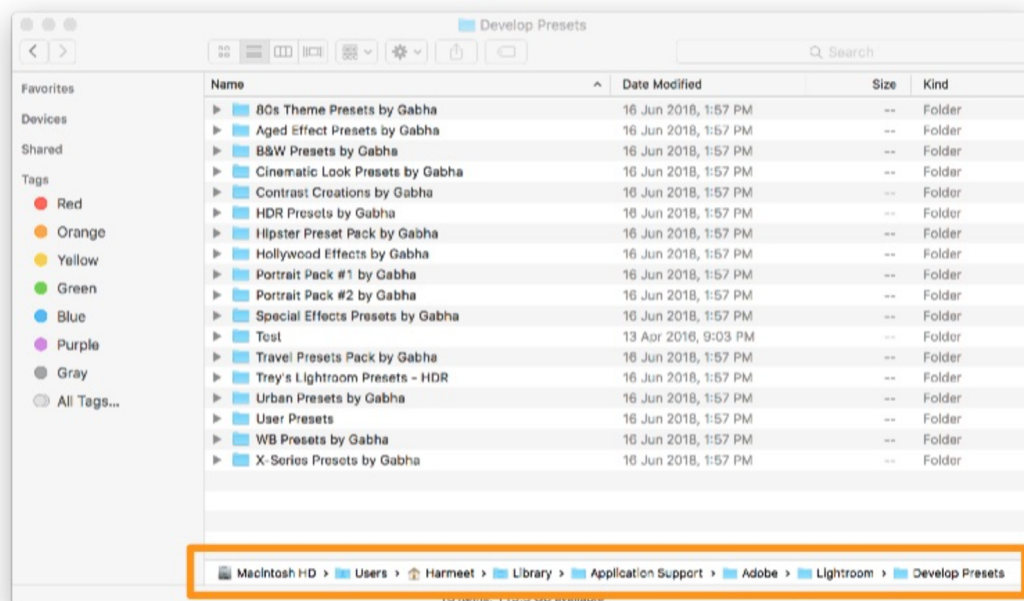 Develop Presets
Search
Favorites
Devices
Shared
Tags
Red
Orange
Yellow
Green
Blue
Purple
Gray
All Tags...
Name Date Modified Size Kind
80s Theme Presets by Gabha 16 Jun 2018, 1:57 PM -- Folder
Aged Effect Presets by Gabha 16 Jun 2018, 1:57 PM -- Folder
B&W Presets by Gabha 16 Jun 2018, 1:57 PM -- Folder
Cinematic Look Presets by Gabha 16 Jun 2018, 1:57 PM -- Folder
Contrast Creations by Gabha 16 Jun 2018, 1:57 PM -- Folder
HDR Presets by Gabha 16 Jun 2018, 1:57 PM -- Folder
Hipster Preset Pack by Gabha 16 Jun 2018, 1:57 PM -- Folder
Hollywood Effects by Gabha 16 Jun 2018, 1:57 PM -- Folder
Portrait Pack #1 by Gabha 16 Jun 2018, 1:57 PM -- Folder
Portrait Pack #2 by Gabha 16 Jun 2018, 1:57 PM -- Folder
Special Effects Presets by Gabha 16 Jun 2018, 1:57 PM -- Folder
Test 13 Apr 2016, 9:03 PM -- Folder
Travel Presets Pack by Gabha 16 Jun 2018, 1:57 PM -- Folder
Trey's Lightroom Presets - HDR 16 Jun 2018, 1:57 PM -- Folder
Urban Presets by Gabha 16 Jun 2018, 1:57 PM -- Folder
User Presets 16 Jun 2018, 1:57 PM -- Folder
WB Presets by Gabha 16 Jun 2018, 1:57 PM -- Folder
X-Series Presets by Gabha 16 Jun 2018, 1:57 PM -- Folder
Macintosh HD › Users › Harmeet › Library › Application Support › Adobe › Lightroom › Develop Presets